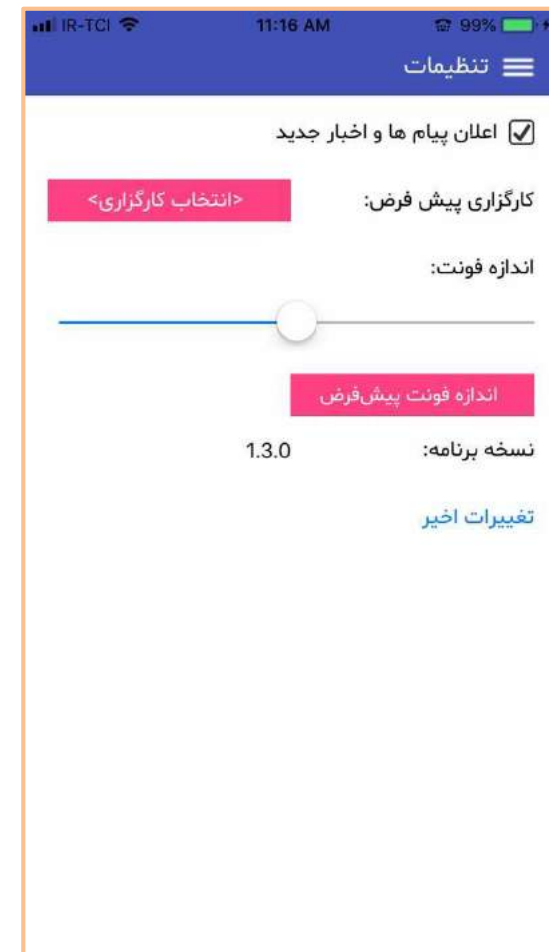 IR-TCI 11:16 AM 99%
تنظیمات
اعلان پیام ها و اخبار جدید
کارگزاری پیش فرض: <انتخاب کارگزاری>
اندازه فونت:
اندازه فونت پیش‌فرض
نسخه برنامه: 1.3.0
تغییرات اخیر